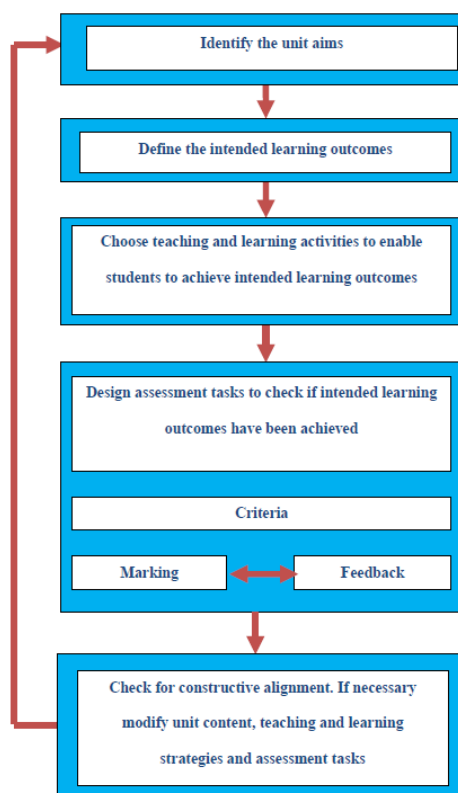 Identify the unit aims
Define the intended learning outcomes
Choose teaching and learning activities to enable
students to achieve intended learning outcomes
Design assessment tasks to check if intended learning
outcomes have been achieved
Criteria
Marking
Feedback
Check for constructive alignment. If necessary
modify unit content, teaching and learning
strategies and assessment tasks